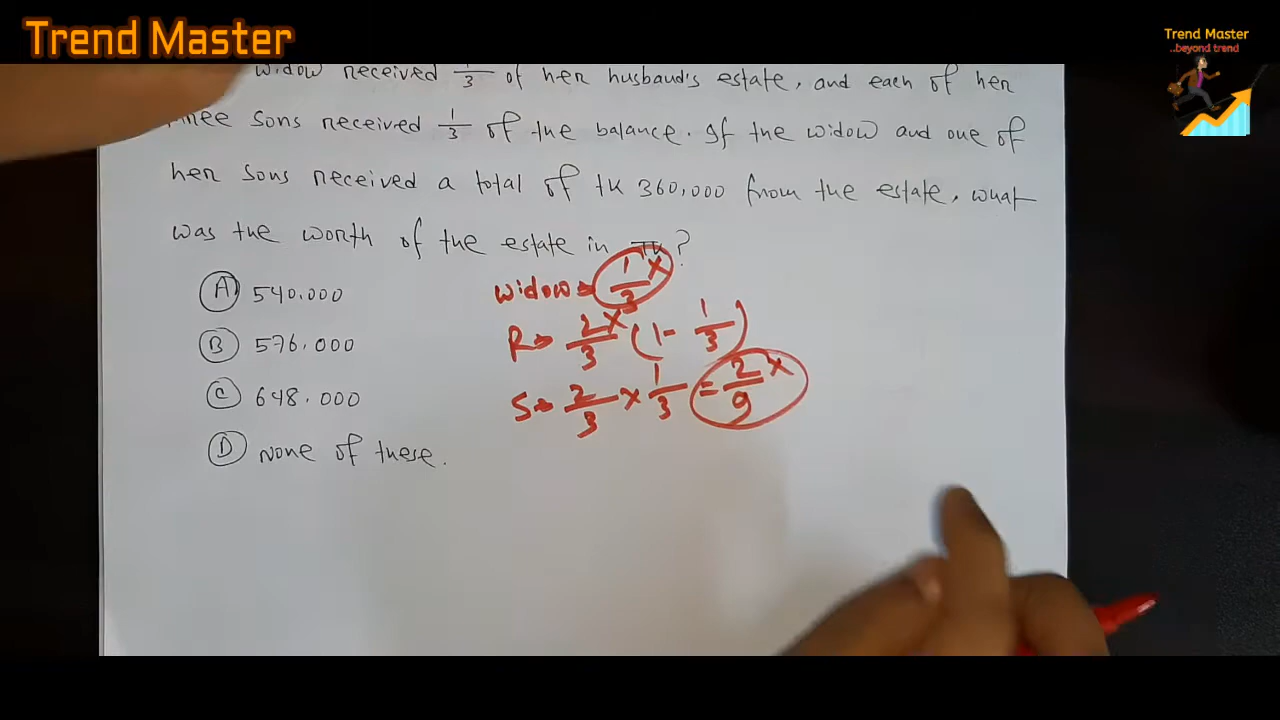 Trend Master
Trend Master
..beyond trend
widow received 1/3 of her husband's estate, and each of her
three sons received 1/3 of the balance. If the widow and one of
her sons received a total of tk 360,000 from the estate, what
was the worth of the estate in TK?
(A) 540.000
(B) 576.000
(C) 648.000
(D) None of these.
widow → 1/3 x
R → 2/3 x (1 - 1/3)
S → 2/3 × 1/3 = 2/9 x